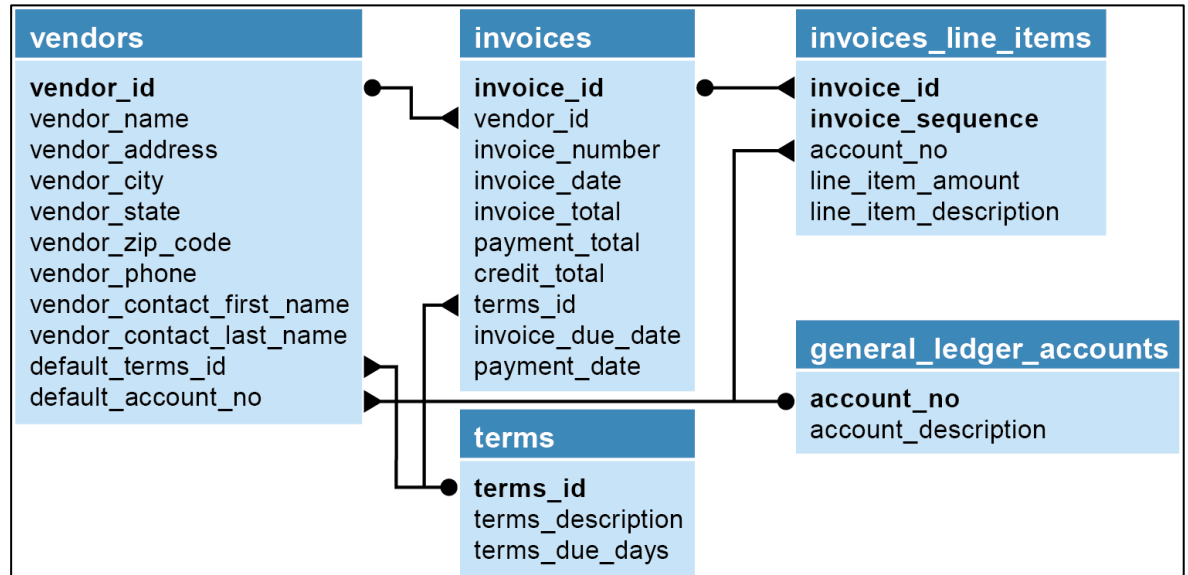 vendors
vendor_id
vendor_name
vendor_address
vendor_city
vendor_state
vendor_zip_code
vendor_phone
vendor_contact_first_name
vendor_contact_last_name
default_terms_id
default_account_no
invoices
invoice_id
vendor_id
invoice_number
invoice_date
invoice_total
payment_total
credit_total
terms_id
invoice_due_date
payment_date
terms
terms_id
terms_description
terms_due_days
invoices_line_items
invoice_id
invoice_sequence
account_no
line_item_amount
line_item_description
general_ledger_accounts
account_no
account_description